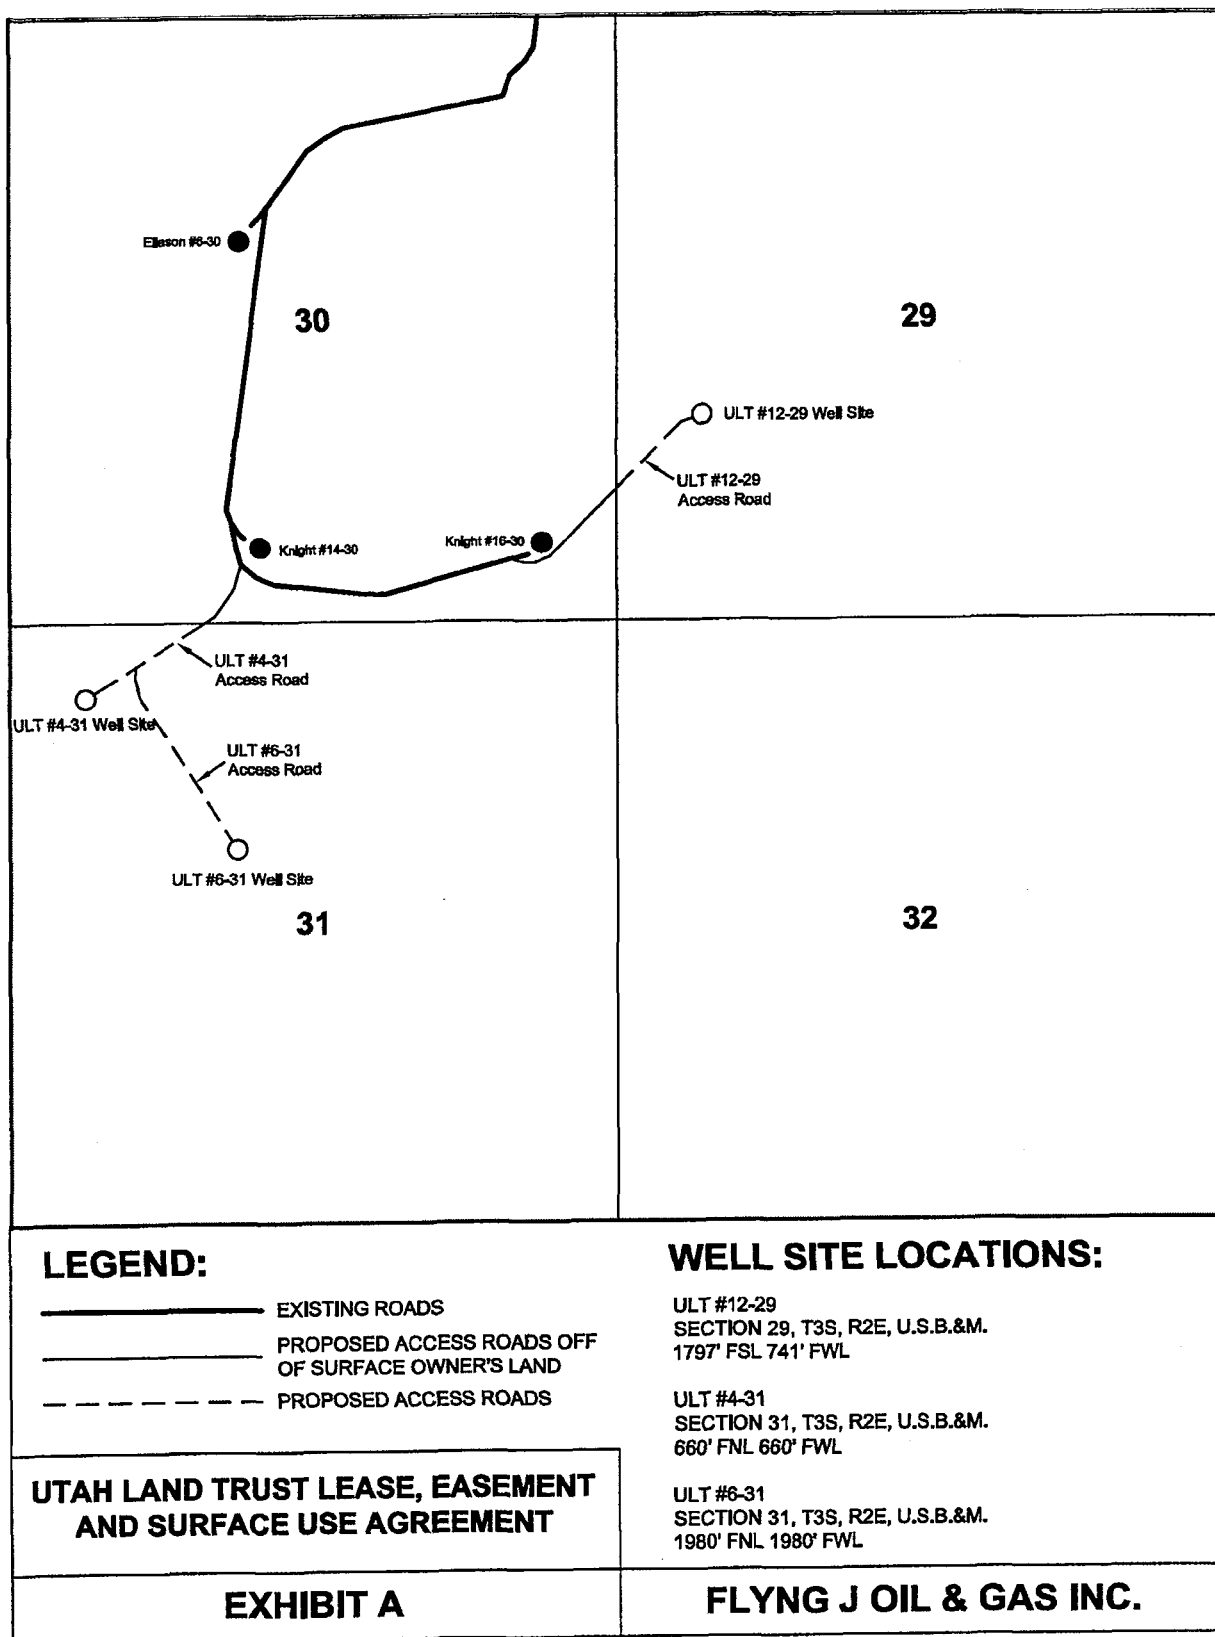 Eliason #6-30
30
29
ULT #12-29 Well Site
ULT #12-29
Access Road
Knight #14-30
Knight #16-30
ULT #4-31
Access Road
ULT #4-31 Well Site
ULT #6-31
Access Road
ULT #6-31 Well Site
31
32
LEGEND:
EXISTING ROADS
PROPOSED ACCESS ROADS OFF
OF SURFACE OWNER'S LAND
PROPOSED ACCESS ROADS
WELL SITE LOCATIONS:
ULT #12-29
SECTION 29, T3S, R2E, U.S.B.&M.
1797' FSL 741' FWL
ULT #4-31
SECTION 31, T3S, R2E, U.S.B.&M.
660' FNL 660' FWL
ULT #6-31
SECTION 31, T3S, R2E, U.S.B.&M.
1980' FNL 1980' FWL
UTAH LAND TRUST LEASE, EASEMENT
AND SURFACE USE AGREEMENT
EXHIBIT A
FLYNG J OIL & GAS INC.